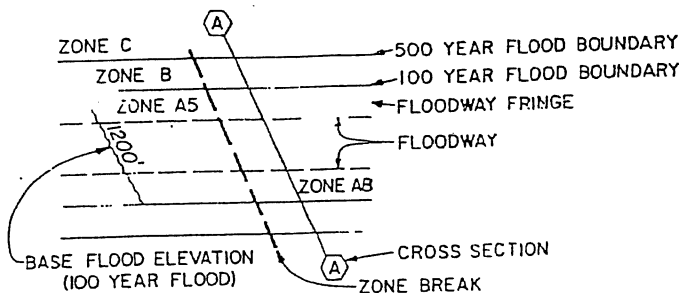 A
ZONE C
500 YEAR FLOOD BOUNDARY
ZONE B
100 YEAR FLOOD BOUNDARY
ZONE A5
FLOODWAY FRINGE
FLOODWAY
1200'
ZONE A8
BASE FLOOD ELEVATION
(100 YEAR FLOOD)
CROSS SECTION
A
ZONE BREAK